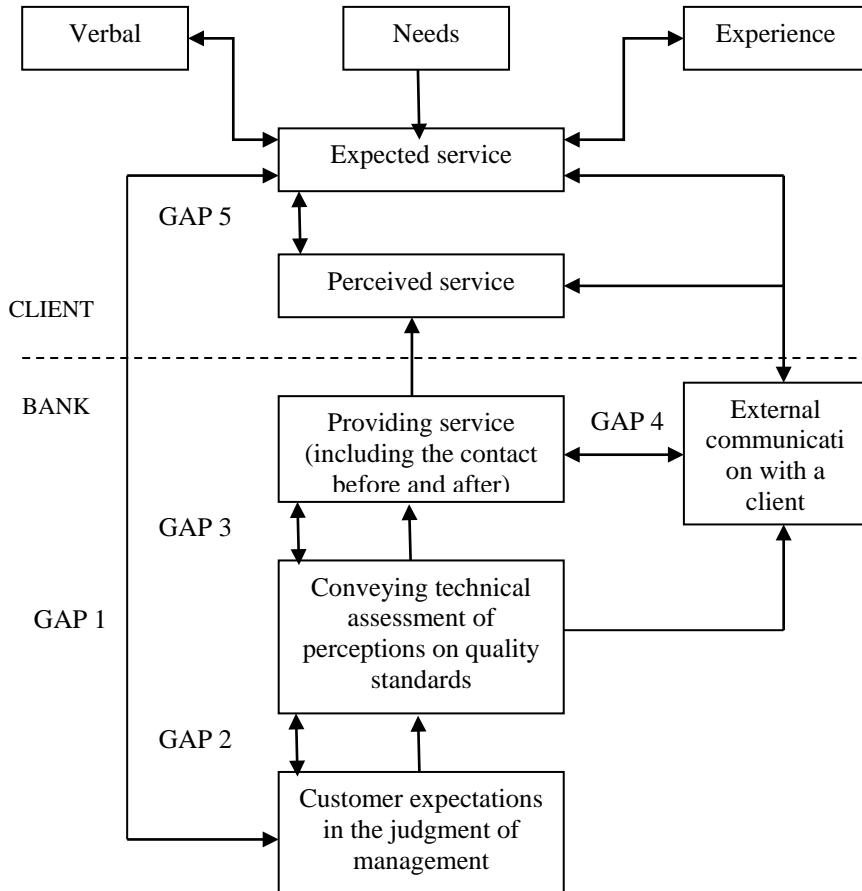 Verbal
Needs
Experience
Expected service
GAP 5
Perceived service
CLIENT
BANK
Providing service
(including the contact
before and after)
GAP 4
External
communicati
on with a
client
GAP 3
Conveying technical
assessment of
perceptions on quality
standards
GAP 1
GAP 2
Customer expectations
in the judgment of
management